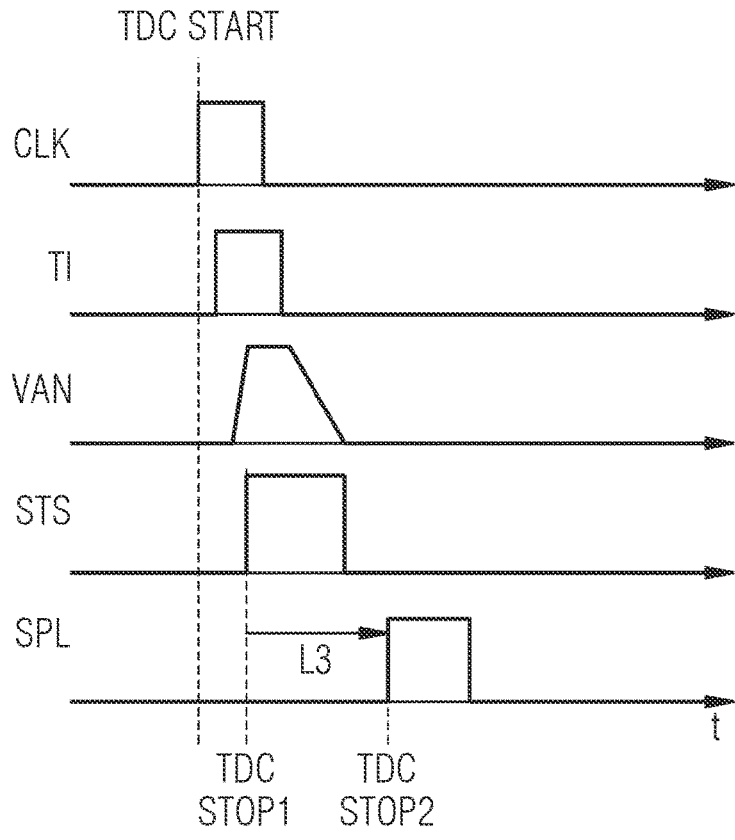 TDC START
CLK
TI
VAN
STS
SPL
L3
t
TDC
STOP1
TDC
STOP2